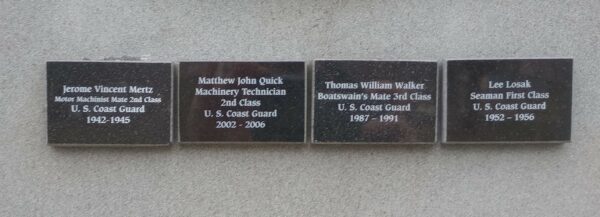 Jerome Vincent Mertz
Motor Machinist Mate 2nd Class
U. S. Coast Guard
1942-1945
Matthew John Quick
Machinery Technician
2nd Class
U. S. Coast Guard
2002 - 2006
Thomas William Walker
Boatswain's Mate 3rd Class
U. S. Coast Guard
1987 - 1991
Lee Losak
Seaman First Class
U. S. Coast Guard
1952 - 1956